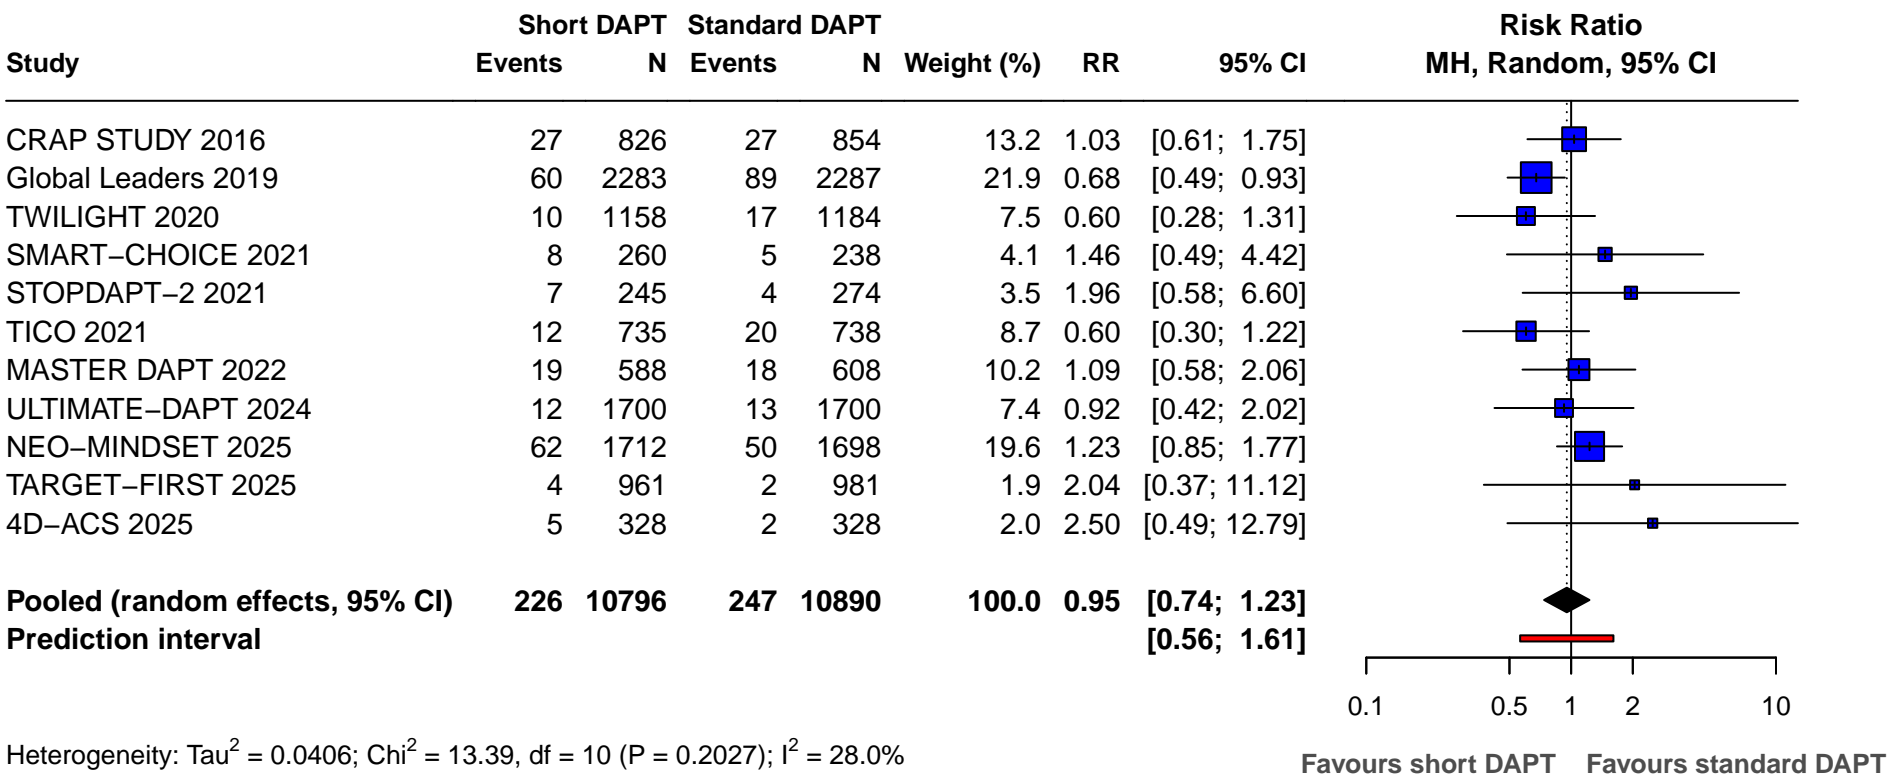 Short DAPT Standard DAPT Risk Ratio
Study Events N Events N Weight (%) RR 95% CI MH, Random, 95% CI
CRAP STUDY 2016 27 826 27 854 13.2 1.03 [0.61; 1.75]
Global Leaders 2019 60 2283 89 2287 21.9 0.68 [0.49; 0.93]
TWILIGHT 2020 10 1158 17 1184 7.5 0.60 [0.28; 1.31]
SMART−CHOICE 2021 8 260 5 238 4.1 1.46 [0.49; 4.42]
STOPDAPT−2 2021 7 245 4 274 3.5 1.96 [0.58; 6.60]
TICO 2021 12 735 20 738 8.7 0.60 [0.30; 1.22]
MASTER DAPT 2022 19 588 18 608 10.2 1.09 [0.58; 2.06]
ULTIMATE−DAPT 2024 12 1700 13 1700 7.4 0.92 [0.42; 2.02]
NEO−MINDSET 2025 62 1712 50 1698 19.6 1.23 [0.85; 1.77]
TARGET−FIRST 2025 4 961 2 981 1.9 2.04 [0.37; 11.12]
4D−ACS 2025 5 328 2 328 2.0 2.50 [0.49; 12.79]
Pooled (random effects, 95% CI) 226 10796 247 10890 100.0 0.95 [0.74; 1.23]
Prediction interval [0.56; 1.61]
0.1 0.5 1 2 10
Heterogeneity: Tau² = 0.0406; Chi² = 13.39, df = 10 (P = 0.2027); I² = 28.0%
Favours short DAPT Favours standard DAPT